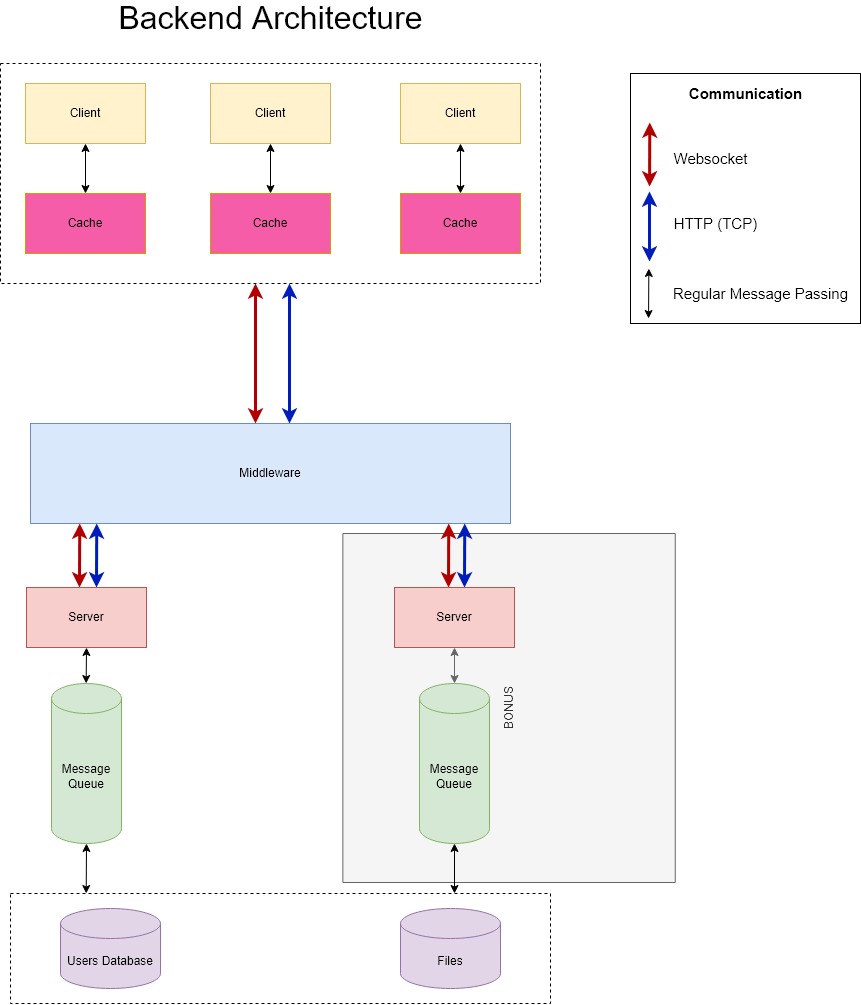 Backend Architecture
Client
Client
Client
Cache
Cache
Cache
Communication
Websocket
HTTP (TCP)
Regular Message Passing
Middleware
Server
Server
BONUS
Message
Queue
Message
Queue
Users Database
Files